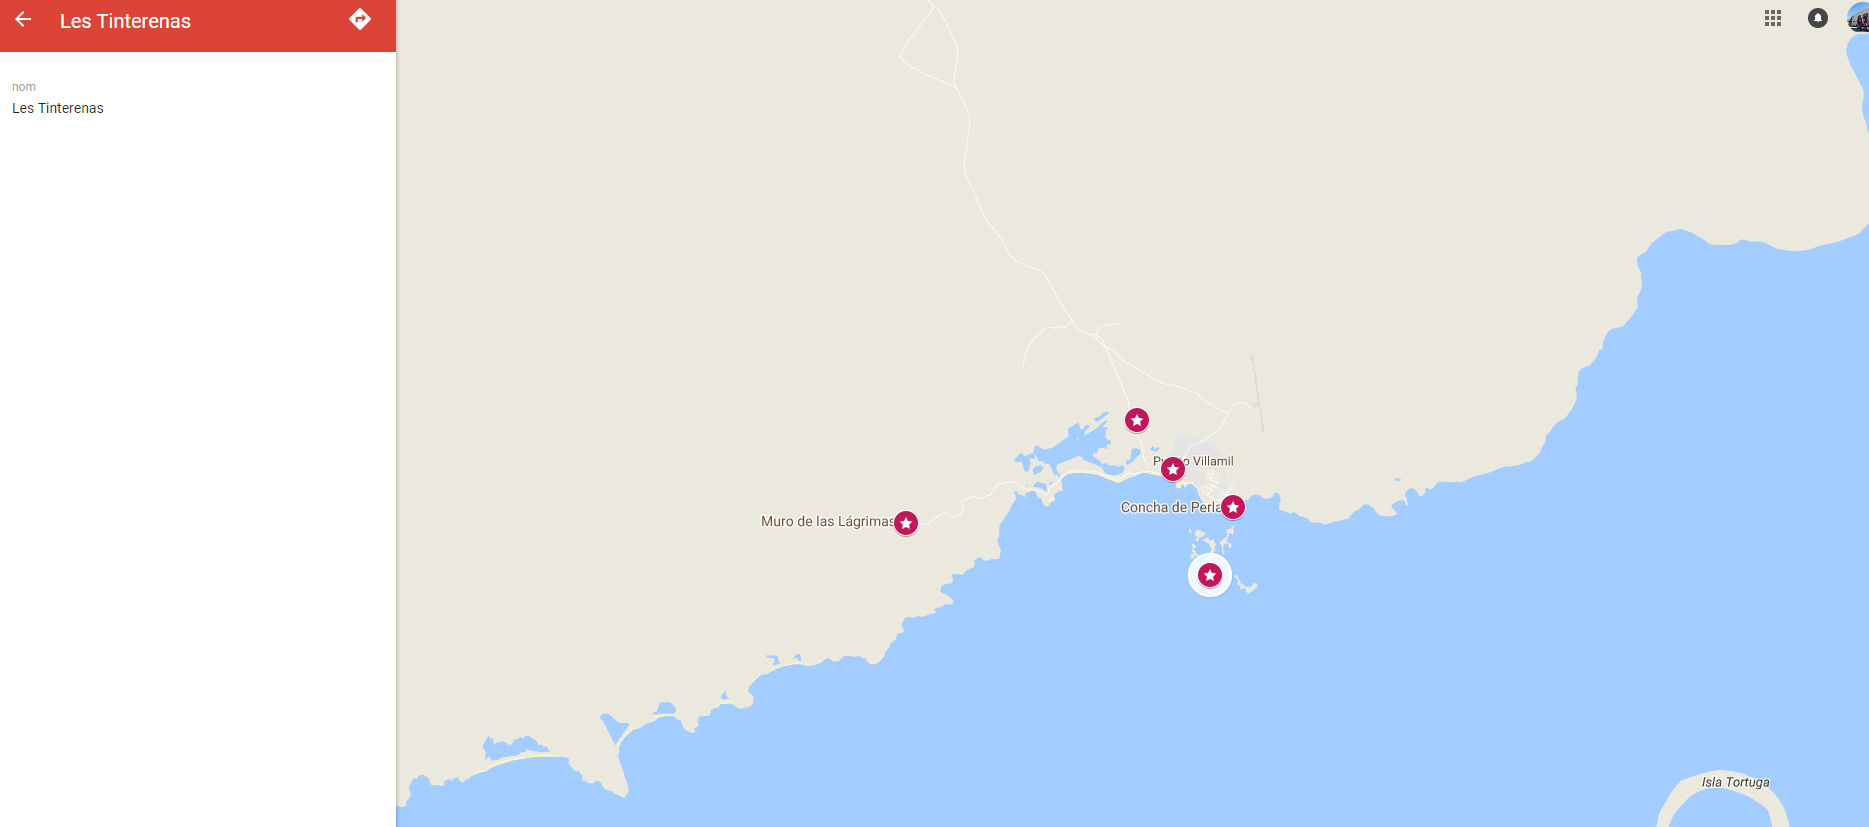 Les Tinterenas
nom
Les Tinterenas
Villamil
Muro de las Lágrimas
Concha de Perla
Isla Tortuga